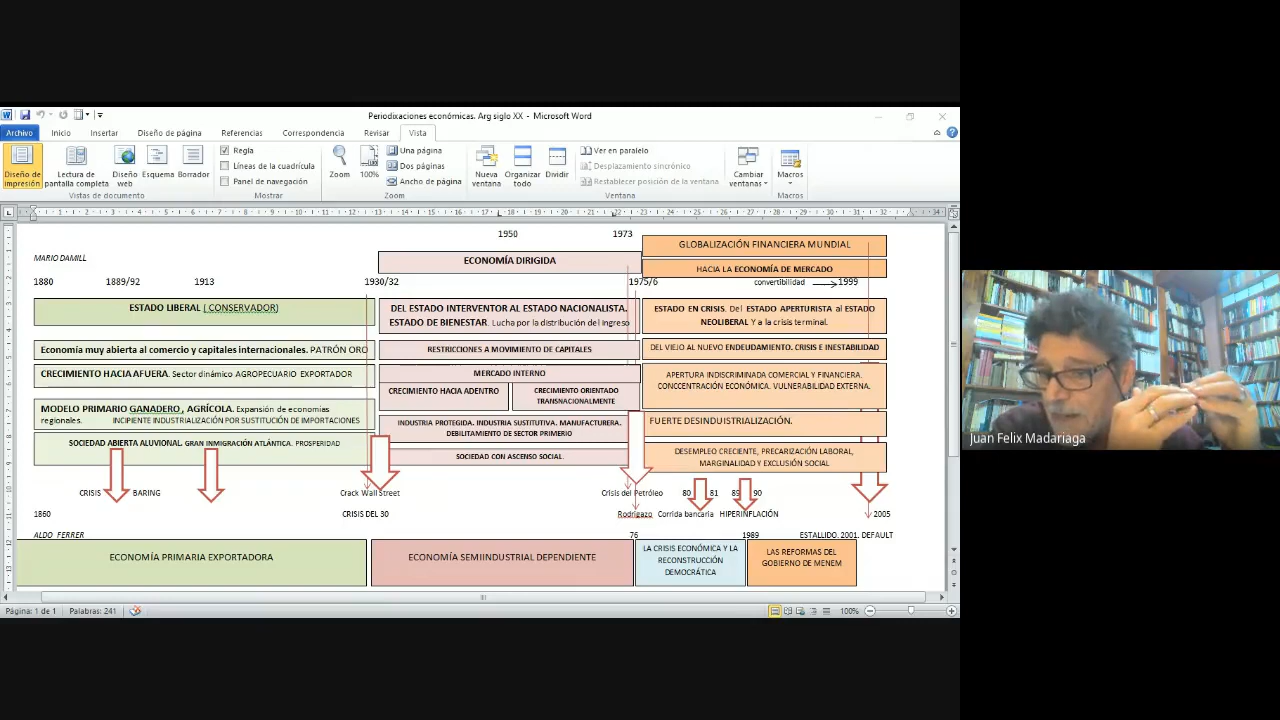 Periodixaciones económicas. Arg siglo XX - Microsoft Word
Archivo Inicio Insertar Diseño de página Referencias Correspondencia Revisar Vista
Diseño de impresión
Lectura de pantalla completa
Diseño web
Esquema
Borrador
Vistas de documento
Regla
Líneas de la cuadrícula
Panel de navegación
Mostrar
Zoom
100%
Una página
Dos páginas
Ancho de página
Zoom
Nueva ventana
Organizar todo
Dividir
Ver en paralelo
Desplazamiento sincrónico
Restablecer posición de la ventana
Ventana
Cambiar ventanas
Macros
Macros
1950 1973
GLOBALIZACIÓN FINANCIERA MUNDIAL
MARIO DAMILL
ECONOMÍA DIRIGIDA
HACIA LA ECONOMÍA DE MERCADO
1880 1889/92 1913 1930/32 1975/6 convertibilidad 1999
ESTADO LIBERAL ( CONSERVADOR)
DEL ESTADO INTERVENTOR AL ESTADO NACIONALISTA.
ESTADO DE BIENESTAR. Lucha por la distribución del ingreso
ESTADO EN CRISIS. Del ESTADO APERTURISTA al ESTADO
NEOLIBERAL Y a la crisis terminal.
Economía muy abierta al comercio y capitales internacionales. PATRÓN ORO
RESTRICCIONES A MOVIMIENTO DE CAPITALES
DEL VIEJO AL NUEVO ENDEUDAMIENTO. CRISIS E INESTABILIDAD
CRECIMIENTO HACIA AFUERA. Sector dinámico AGROPECUARIO EXPORTADOR
MERCADO INTERNO
CRECIMIENTO HACIA ADENTRO
CRECIMIENTO ORIENTADO
TRANSNACIONALMENTE
APERTURA INDISCRIMINADA COMERCIAL Y FINANCIERA.
CONCCENTRACIÓN ECONÓMICA. VULNERABILIDAD EXTERNA.
MODELO PRIMARIO GANADERO , AGRÍCOLA. Expansión de economías
regionales. INCIPIENTE INDUSTRIALIZACIÓN POR SUSTITUCIÓN DE IMPORTACIONES
INDUSTRIA PROTEGIDA. INDUSTRIA SUSTITUTIVA. MANUFACTURERA.
DEBILITAMIENTO DE SECTOR PRIMERIO
FUERTE DESINDUISTRIALIZACIÓN.
SOCIEDAD ABIERTA ALUVIONAL. GRAN INMIGRACIÓN ATLÁNTICA. PROSPERIDAD
SOCIEDAD CON ASCENSO SOCIAL.
DESEMPLEO CRECIENTE, PRECARIZACIÓN LABORAL,
MARGINALIDAD Y EXCLUSIÓN SOCIAL
CRISIS BARING Crack Wall Street Crisis del Petróleo 80 81 89 90
1860 CRISIS DEL 30 Rodrigazo Corrida bancaria HIPERINFLACIÓN 2005
ALDO FERRER 76 1989 ESTALLIDO. 2001. DEFAULT
ECONOMÍA PRIMARIA EXPORTADORA
ECONOMÍA SEMIINDUSTRIAL DEPENDIENTE
LA CRISIS ECONÓMICA Y LA
RECONSTRUCCIÓN
DEMOCRÁTICA
LAS REFORMAS DEL
GOBIERNO DE MENEM
Página: 1 de 1 Palabras: 241 100%
Juan Felix Madariaga